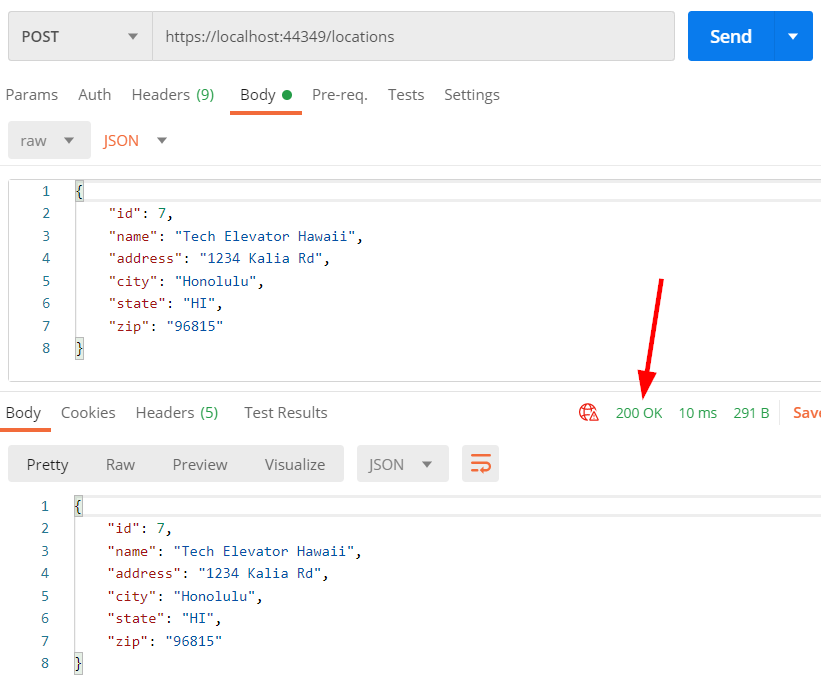 POST https://localhost:44349/locations Send
Params Auth Headers (9) Body Pre-req. Tests Settings
raw JSON
1 {
2 "id": 7,
3 "name": "Tech Elevator Hawaii",
4 "address": "1234 Kalia Rd",
5 "city": "Honolulu",
6 "state": "HI",
7 "zip": "96815"
8 }
Body Cookies Headers (5) Test Results 200 OK 10 ms 291 B Save
Pretty Raw Preview Visualize JSON
1 {
2 "id": 7,
3 "name": "Tech Elevator Hawaii",
4 "address": "1234 Kalia Rd",
5 "city": "Honolulu",
6 "state": "HI",
7 "zip": "96815"
8 }